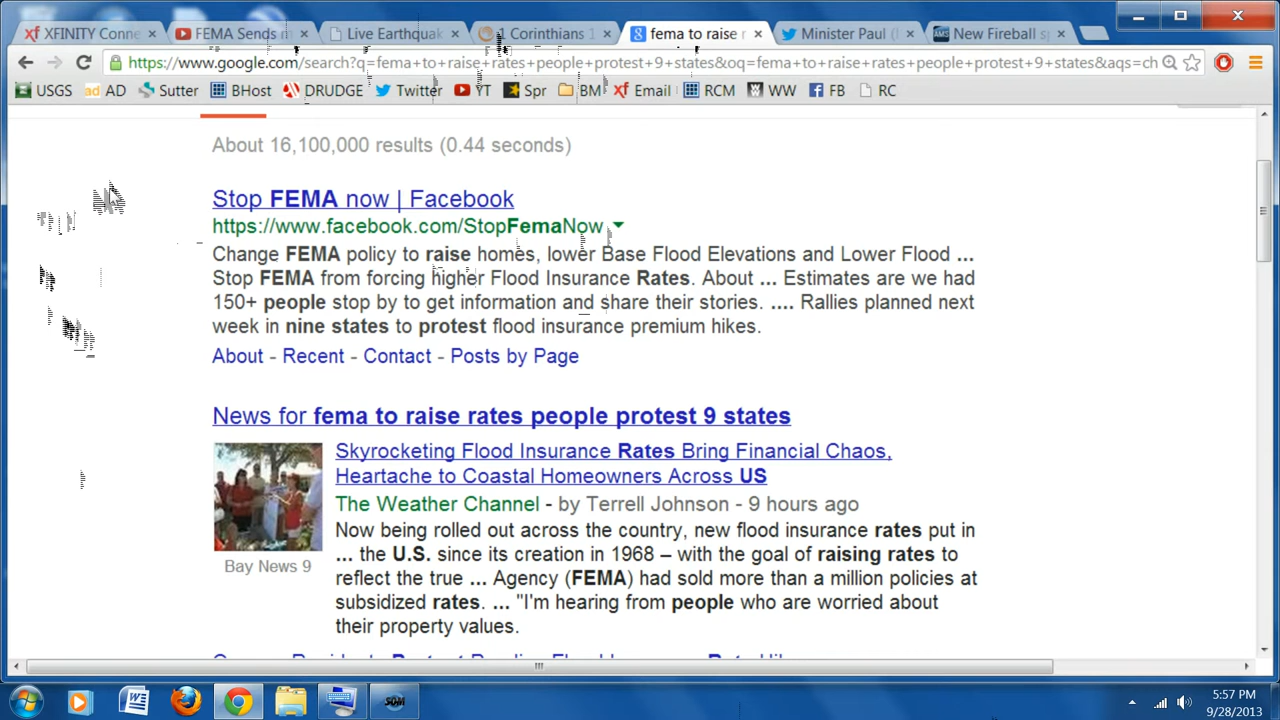 XFINITY Conne
FEMA Sends m
Live Earthquak
1 Corinthians 1
fema to raise r
Minister Paul (
New Fireball sp
https://www.google.com/search?q=fema+to+raise+rates+people+protest+9+states&oq=fema+to+raise+rates+people+protest+9+states&aqs=ch
USGS
ad AD
Sutter
BHost
DRUDGE
Twitter
YT
Spr
BM
Email
RCM
WW
FB
RC
About 16,100,000 results (0.44 seconds)
Stop FEMA now | Facebook
https://www.facebook.com/StopFemaNow
Change FEMA policy to raise homes, lower Base Flood Elevations and Lower Flood ...
Stop FEMA from forcing higher Flood Insurance Rates. About ... Estimates are we had
150+ people stop by to get information and share their stories. .... Rallies planned next
week in nine states to protest flood insurance premium hikes.
About - Recent - Contact - Posts by Page
News for fema to raise rates people protest 9 states
Skyrocketing Flood Insurance Rates Bring Financial Chaos,
Heartache to Coastal Homeowners Across US
The Weather Channel - by Terrell Johnson - 9 hours ago
Now being rolled out across the country, new flood insurance rates put in
... the U.S. since its creation in 1968 – with the goal of raising rates to
reflect the true ... Agency (FEMA) had sold more than a million policies at
subsidized rates. ... "I'm hearing from people who are worried about
their property values.
Bay News 9
5:57 PM
9/28/2013